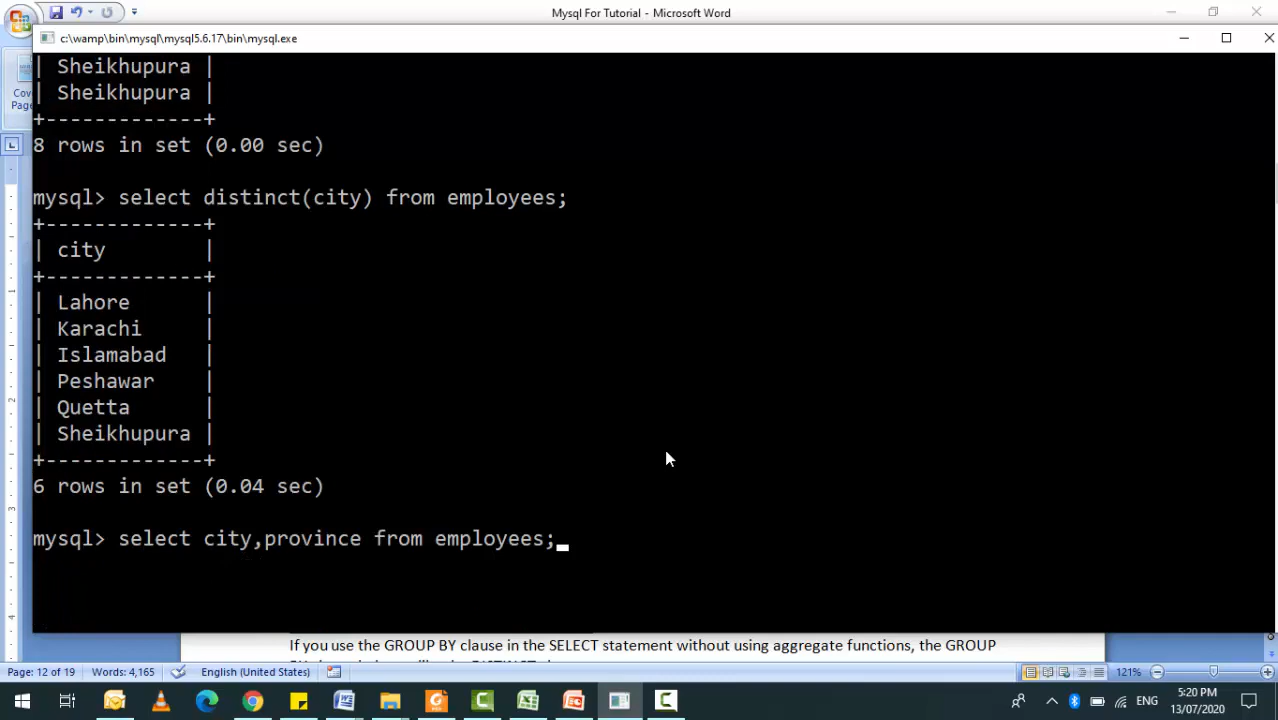 Mysql For Tutorial - Microsoft Word
c:\wamp\bin\mysql\mysql5.6.17\bin\mysql.exe
Cov
Page
| Sheikhupura |
| Sheikhupura |
+-------------+
8 rows in set (0.00 sec)
mysql> select distinct(city) from employees;
+-------------+
| city        |
+-------------+
| Lahore      |
| Karachi     |
| Islamabad   |
| Peshawar    |
| Quetta      |
| Sheikhupura |
+-------------+
6 rows in set (0.04 sec)
mysql> select city,province from employees;
If you use the GROUP BY clause in the SELECT statement without using aggregate functions, the GROUP
Page: 12 of 19 Words: 4,165 English (United States) 121%
ENG 5:20 PM
13/07/2020